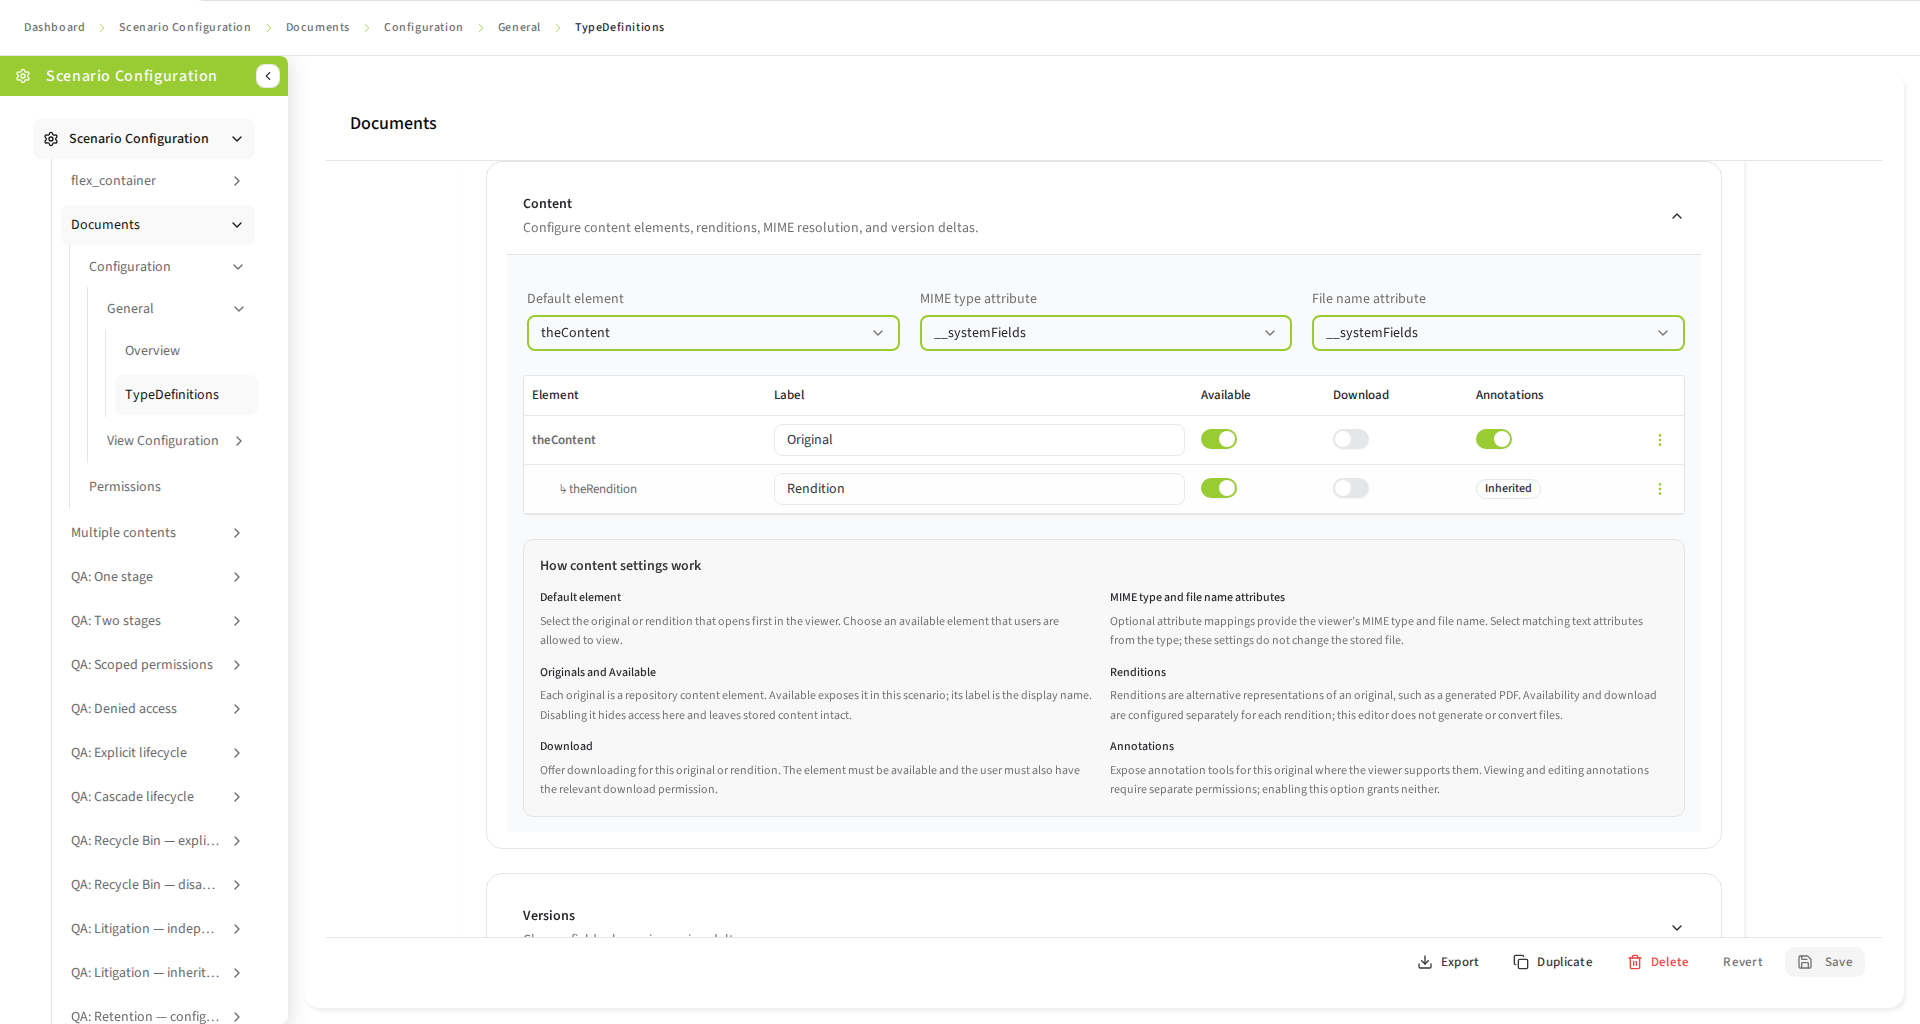 Dashboard
Scenario Configuration
Documents
Configuration
General
TypeDefinitions
Scenario Configuration
Scenario Configuration
flex_container
Documents
Configuration
General
Overview
TypeDefinitions
View Configuration
Permissions
Multiple contents
QA: One stage
QA: Two stages
QA: Scoped permissions
QA: Denied access
QA: Explicit lifecycle
QA: Cascade lifecycle
QA: Recycle Bin — expli...
QA: Recycle Bin — disa...
QA: Litigation — indep...
QA: Litigation — inherit...
QA: Retention — config...
Documents
Content
Configure content elements, renditions, MIME resolution, and version deltas.
Default element
MIME type attribute
File name attribute
theContent
__systemFields
__systemFields
Element
Label
Available
Download
Annotations
theContent
Original
↳ theRendition
Rendition
Inherited
How content settings work
Default element
Select the original or rendition that opens first in the viewer. Choose an available element that users are
allowed to view.
MIME type and file name attributes
Optional attribute mappings provide the viewer's MIME type and file name. Select matching text attributes
from the type; these settings do not change the stored file.
Originals and Available
Each original is a repository content element. Available exposes it in this scenario; its label is the display name.
Disabling it hides access here and leaves stored content intact.
Renditions
Renditions are alternative representations of an original, such as a generated PDF. Availability and download
are configured separately for each rendition; this editor does not generate or convert files.
Download
Offer downloading for this original or rendition. The element must be available and the user must also have
the relevant download permission.
Annotations
Expose annotation tools for this original where the viewer supports them. Viewing and editing annotations
require separate permissions; enabling this option grants neither.
Versions
Export
Duplicate
Delete
Revert
Save